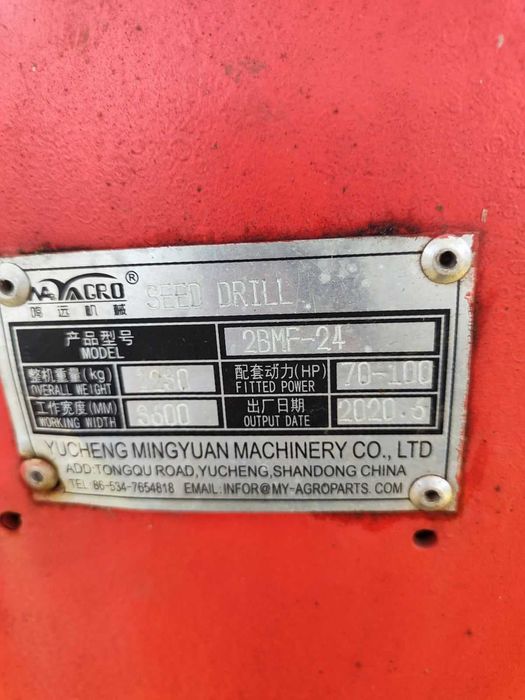 MYAGRO® SEED DRILL
鸣远机械
产品型号 2BMF-24
MODEL
整机重量(kg) 配套动力(HP) 70-100
OVERALL WEIGHT FITTED POWER
工作宽度(MM) 3600 出厂日期
WORKING WIDTH OUTPUT DATE
YUCHENG MINGYUAN MACHINERY CO., LTD
ADD:TONGQU ROAD,YUCHENG,SHANDONG CHINA
TEL: 86-534-7654818 EMAIL:INFOR@MY-AGROPARTS.COM